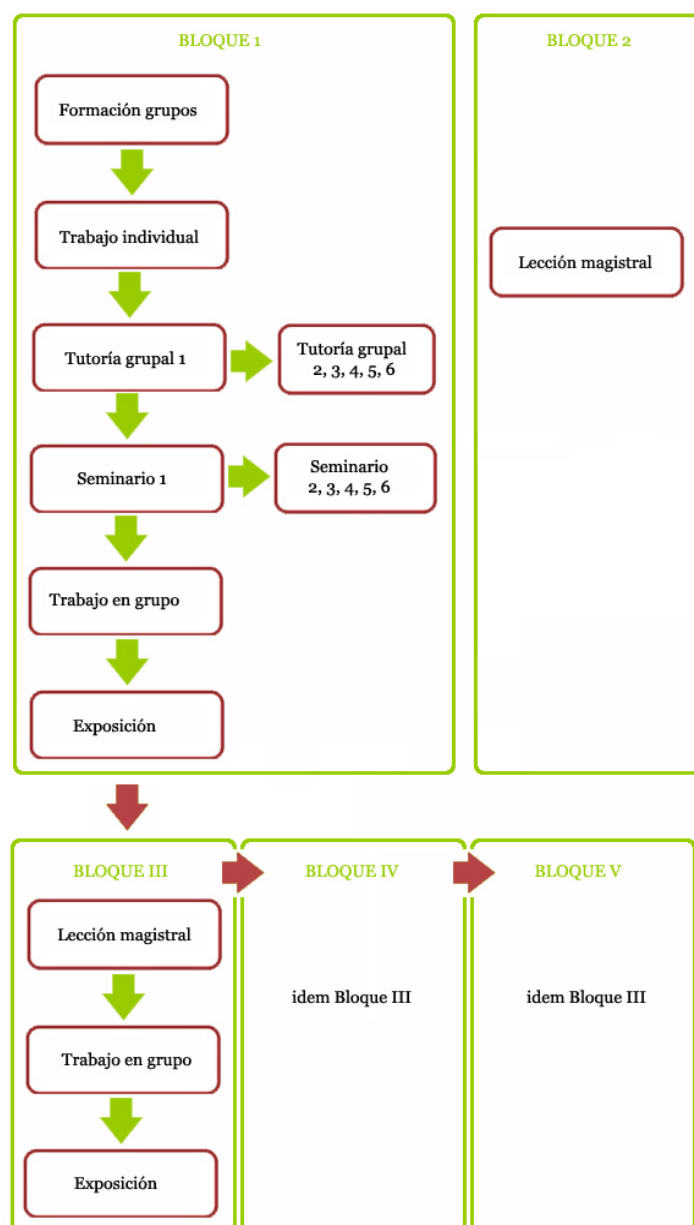 BLOQUE 1
Formación grupos
Trabajo individual
Tutoría grupal 1
Tutoría grupal
2, 3, 4, 5, 6
Seminario 1
Seminario
2, 3, 4, 5, 6
Trabajo en grupo
Exposición
BLOQUE 2
Lección magistral
BLOQUE III
Lección magistral
Trabajo en grupo
Exposición
BLOQUE IV
idem Bloque III
BLOQUE V
idem Bloque III